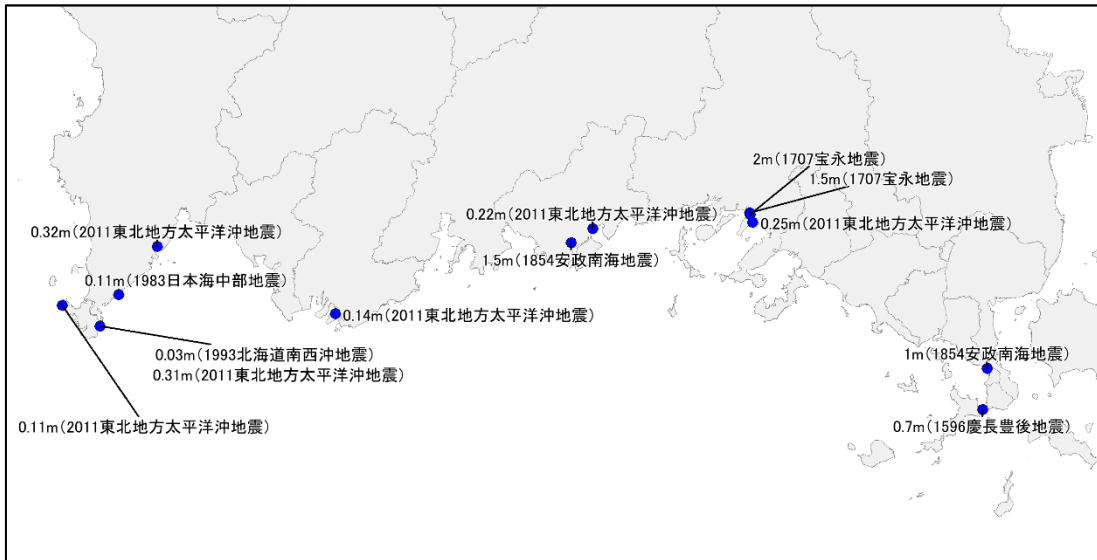 2m(1707宝永地震)
1.5m(1707宝永地震)
0.22m(2011東北地方太平洋沖地震)
0.25m(2011東北地方太平洋沖地震)
0.32m(2011東北地方太平洋沖地震)
1.5m(1854安政南海地震)
0.11m(1983日本海中部地震)
0.14m(2011東北地方太平洋沖地震)
0.03m(1993北海道南西沖地震)
0.31m(2011東北地方太平洋沖地震)
1m(1854安政南海地震)
0.11m(2011東北地方太平洋沖地震)
0.7m(1596慶長豊後地震)